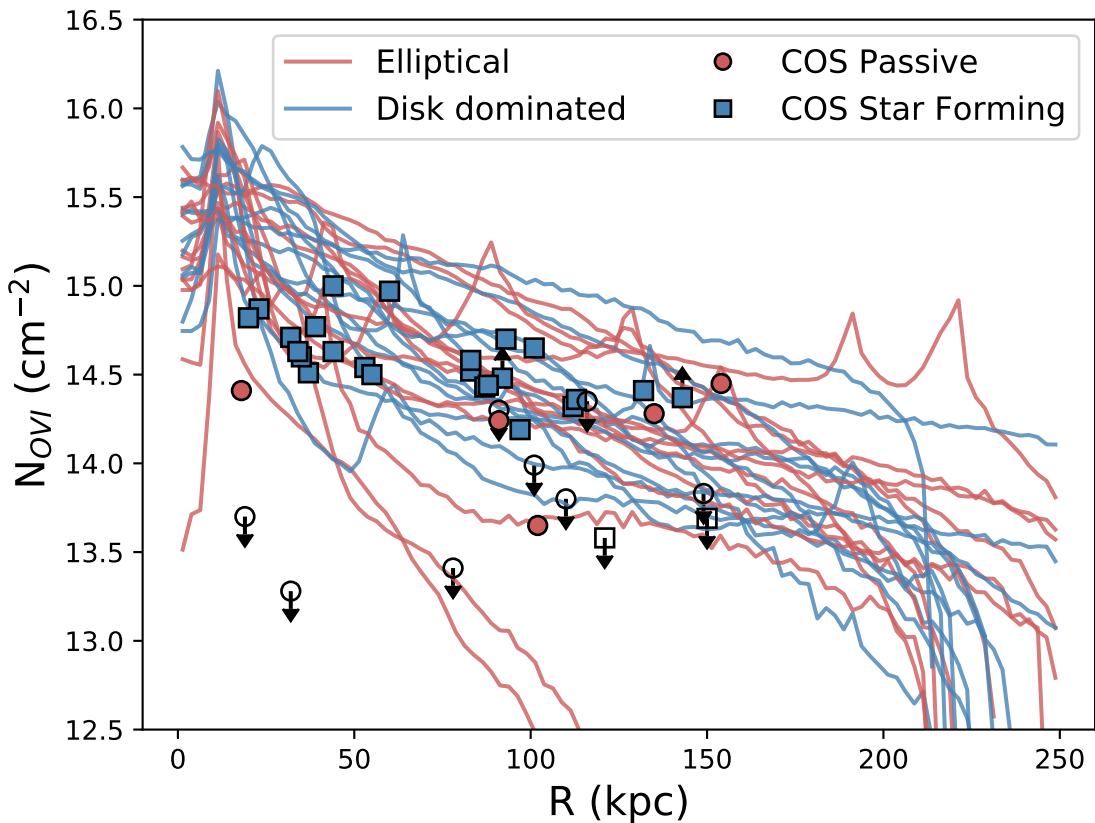 16.5
16.0
15.5
15.0
14.5
14.0
13.5
13.0
12.5
N_OVI (cm⁻²)
Elliptical
Disk dominated
COS Passive
COS Star Forming
0 50 100 150 200 250
R (kpc)